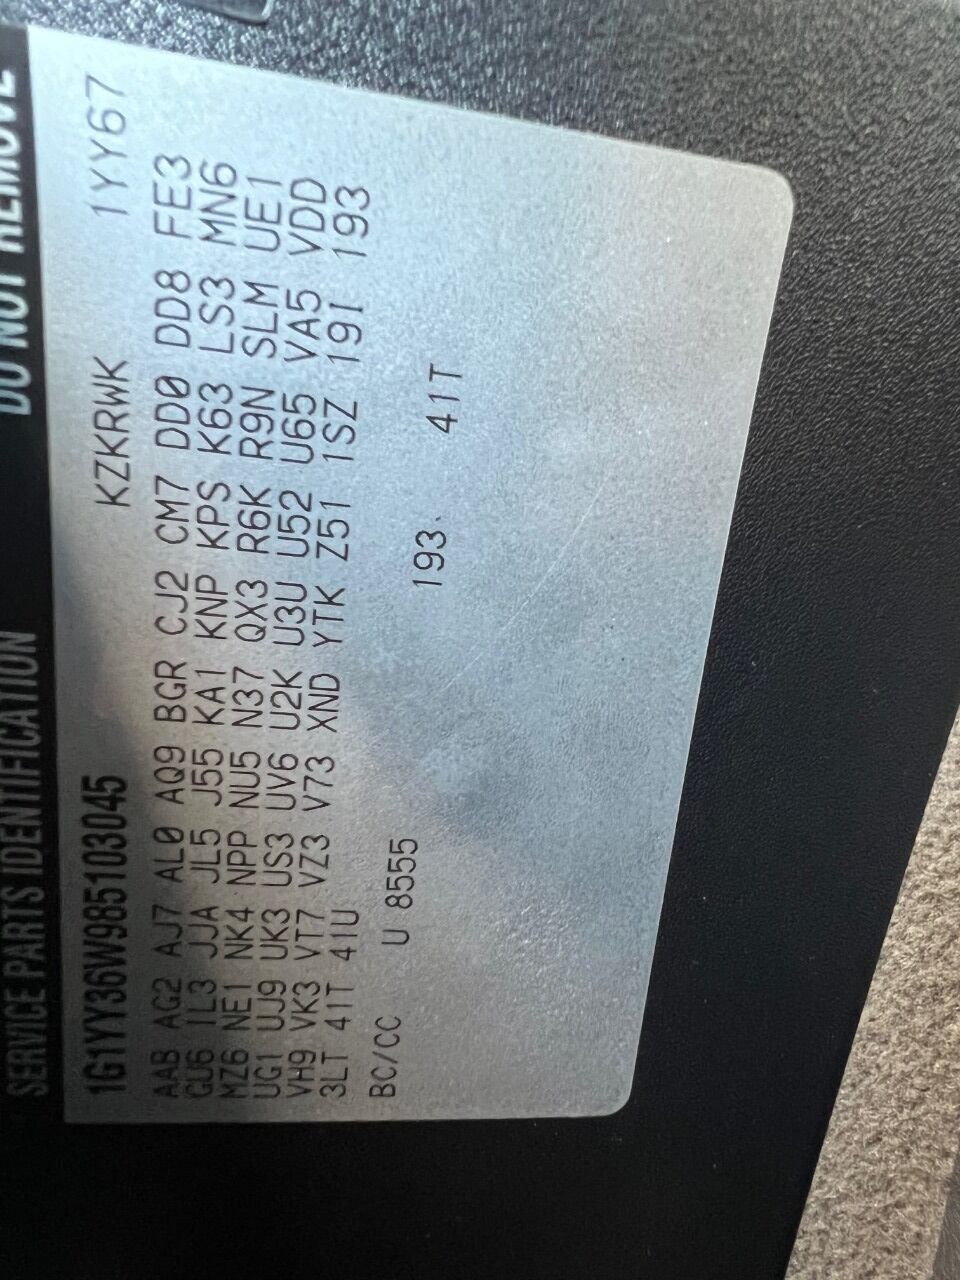 SERVICE PARTS IDENTIFICATION DO NOT REMOVE
1G1YY36W985103045 KZKRWK 1YY67
AAB AG2 AJ7 AL0 AQ9 BGR CJ2 CM7 DD0 DD8 FE3
GU6 IL3 JJA JL5 J55 KA1 KNP KPS K63 LS3 MN6
MZ6 NE1 NK4 NPP NU5 N37 QX3 R6K R9N SLM UE1
UG1 UJ9 UK3 US3 UV6 U2K U3U U52 U65 VA5 VDD
VH9 VK3 VT7 VZ3 V73 XND YTK Z51 1SZ 19I 193
3LT 41T 41U
BC/CC U 8555 193 41T